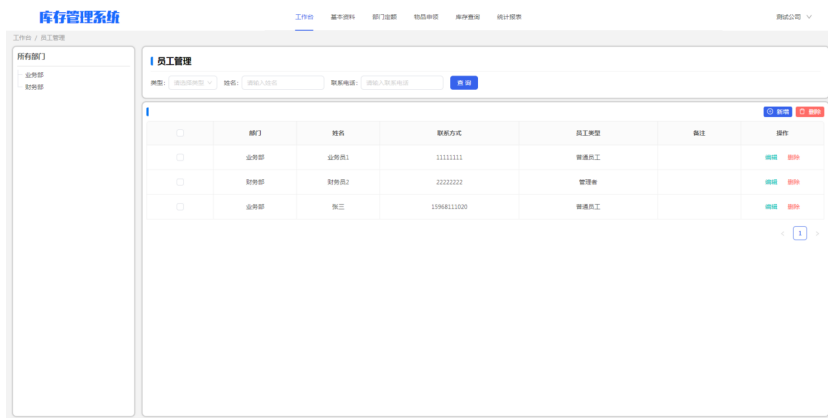 库存管理系统
工作台 基本资料 部门定额 物品申领 库存查询 统计报表 测试公司
工作台 / 员工管理
所有部门
业务部
财务部
员工管理
类型: 请选择类型 姓名: 请输入姓名 联系电话: 请输入联系电话 查 询
新增 删除
部门 姓名 联系方式 员工类型 备注 操作
业务部 业务员1 11111111 普通员工 编辑 删除
财务部 财务员2 22222222 管理者 编辑 删除
业务部 张三 15968111020 普通员工 编辑 删除
1